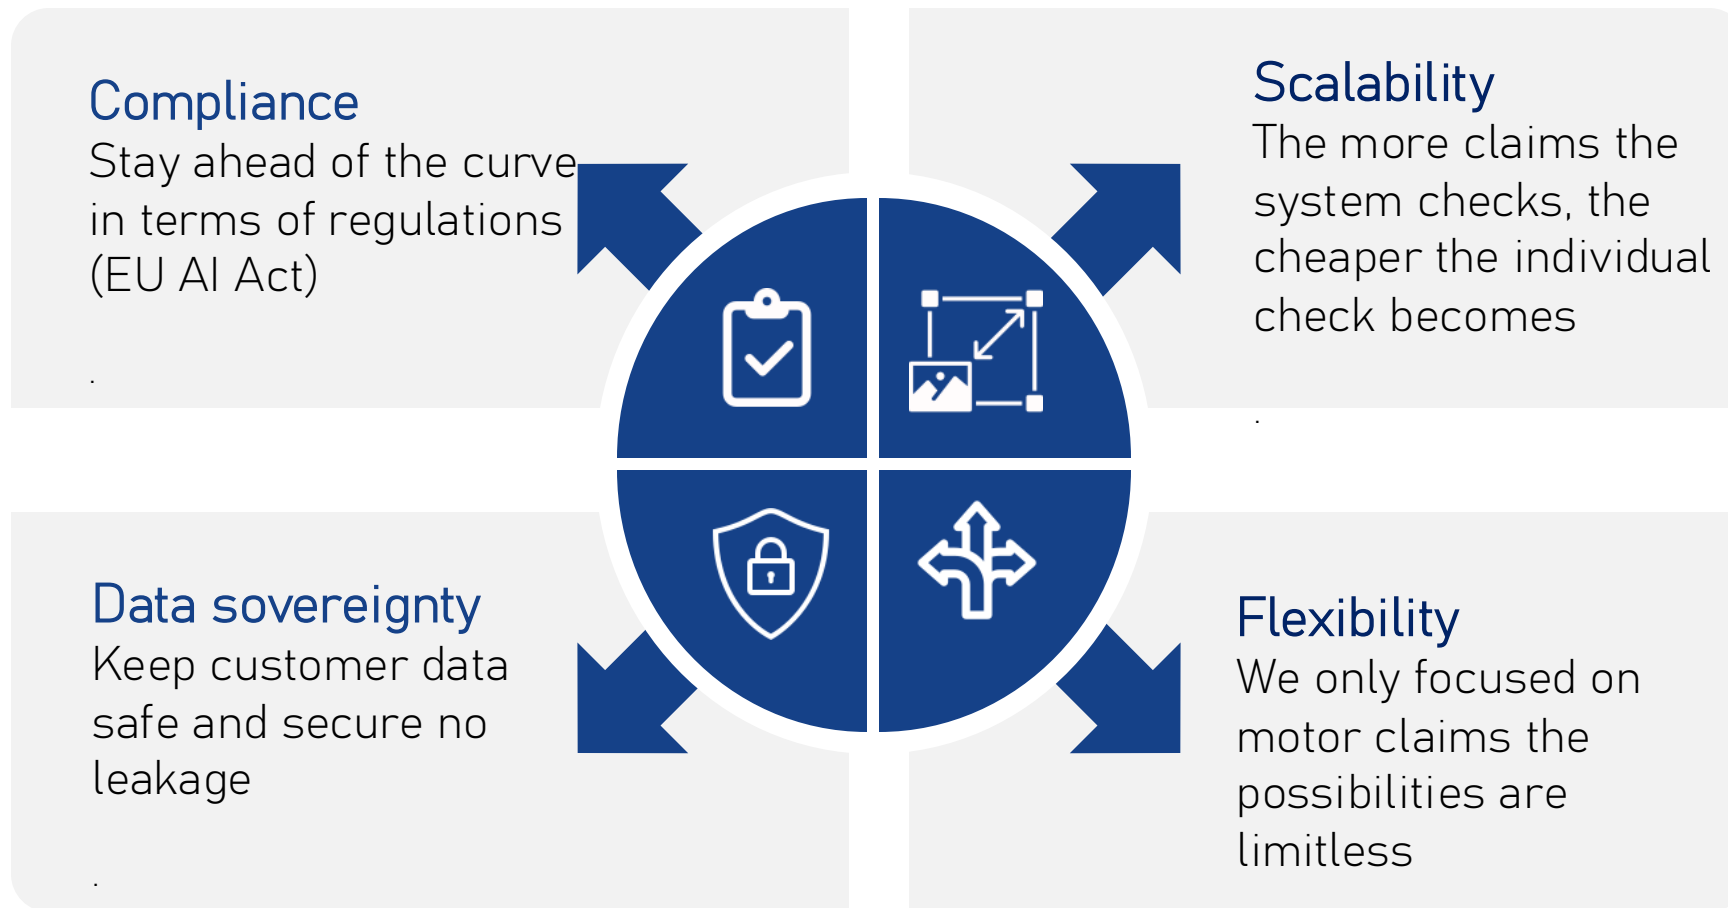 Compliance
Stay ahead of the curve
in terms of regulations
(EU AI Act)
.
Scalability
The more claims the
system checks, the
cheaper the individual
check becomes
.
Data sovereignty
Keep customer data
safe and secure no
leakage
.
Flexibility
We only focused on
motor claims the
possibilities are
limitless